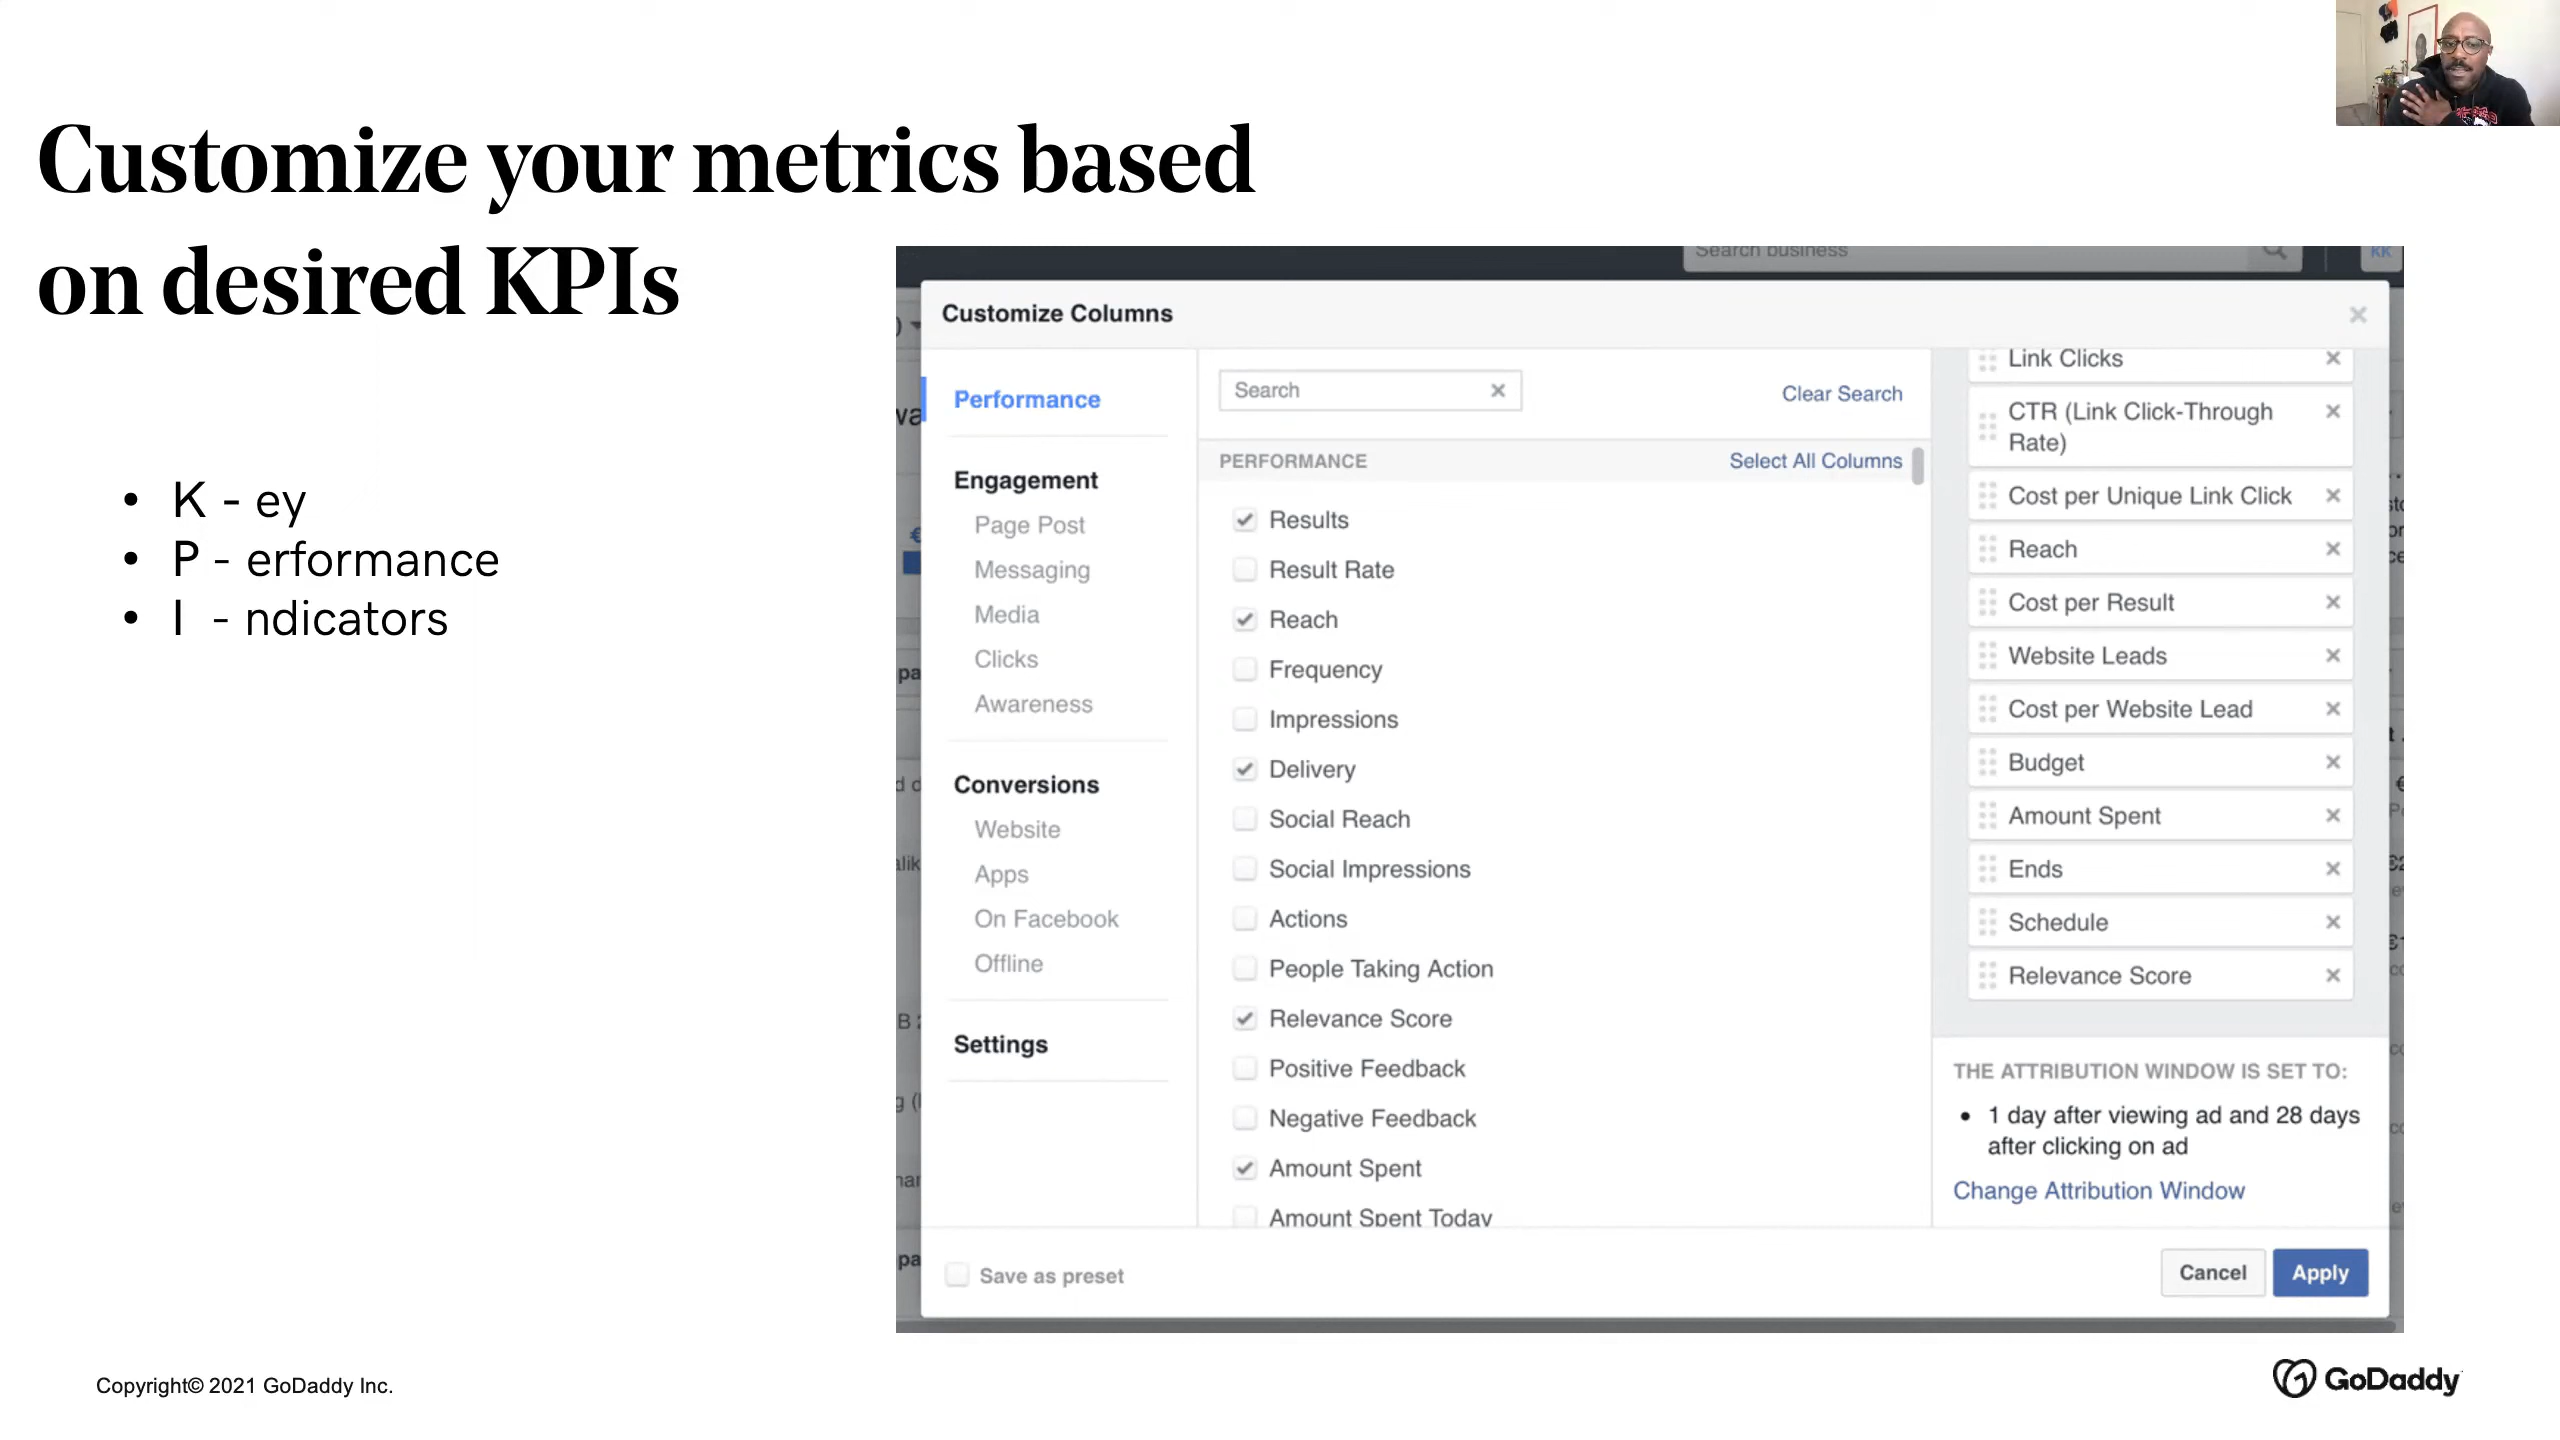 Customize your metrics based
on desired KPIs
• K - ey
• P - erformance
• I - ndicators
Search business
KK
Customize Columns
Performance
Engagement
Page Post
Messaging
Media
Clicks
Awareness
Conversions
Website
Apps
On Facebook
Offline
Settings
Search
Clear Search
PERFORMANCE
Select All Columns
Results
Result Rate
Reach
Frequency
Impressions
Delivery
Social Reach
Social Impressions
Actions
People Taking Action
Relevance Score
Positive Feedback
Negative Feedback
Amount Spent
Amount Spent Today
Link Clicks
CTR (Link Click-Through
Rate)
Cost per Unique Link Click
Reach
Cost per Result
Website Leads
Cost per Website Lead
Budget
Amount Spent
Ends
Schedule
Relevance Score
THE ATTRIBUTION WINDOW IS SET TO:
• 1 day after viewing ad and 28 days
after clicking on ad
Change Attribution Window
Save as preset
Cancel
Apply
Copyright© 2021 GoDaddy Inc.
GoDaddy